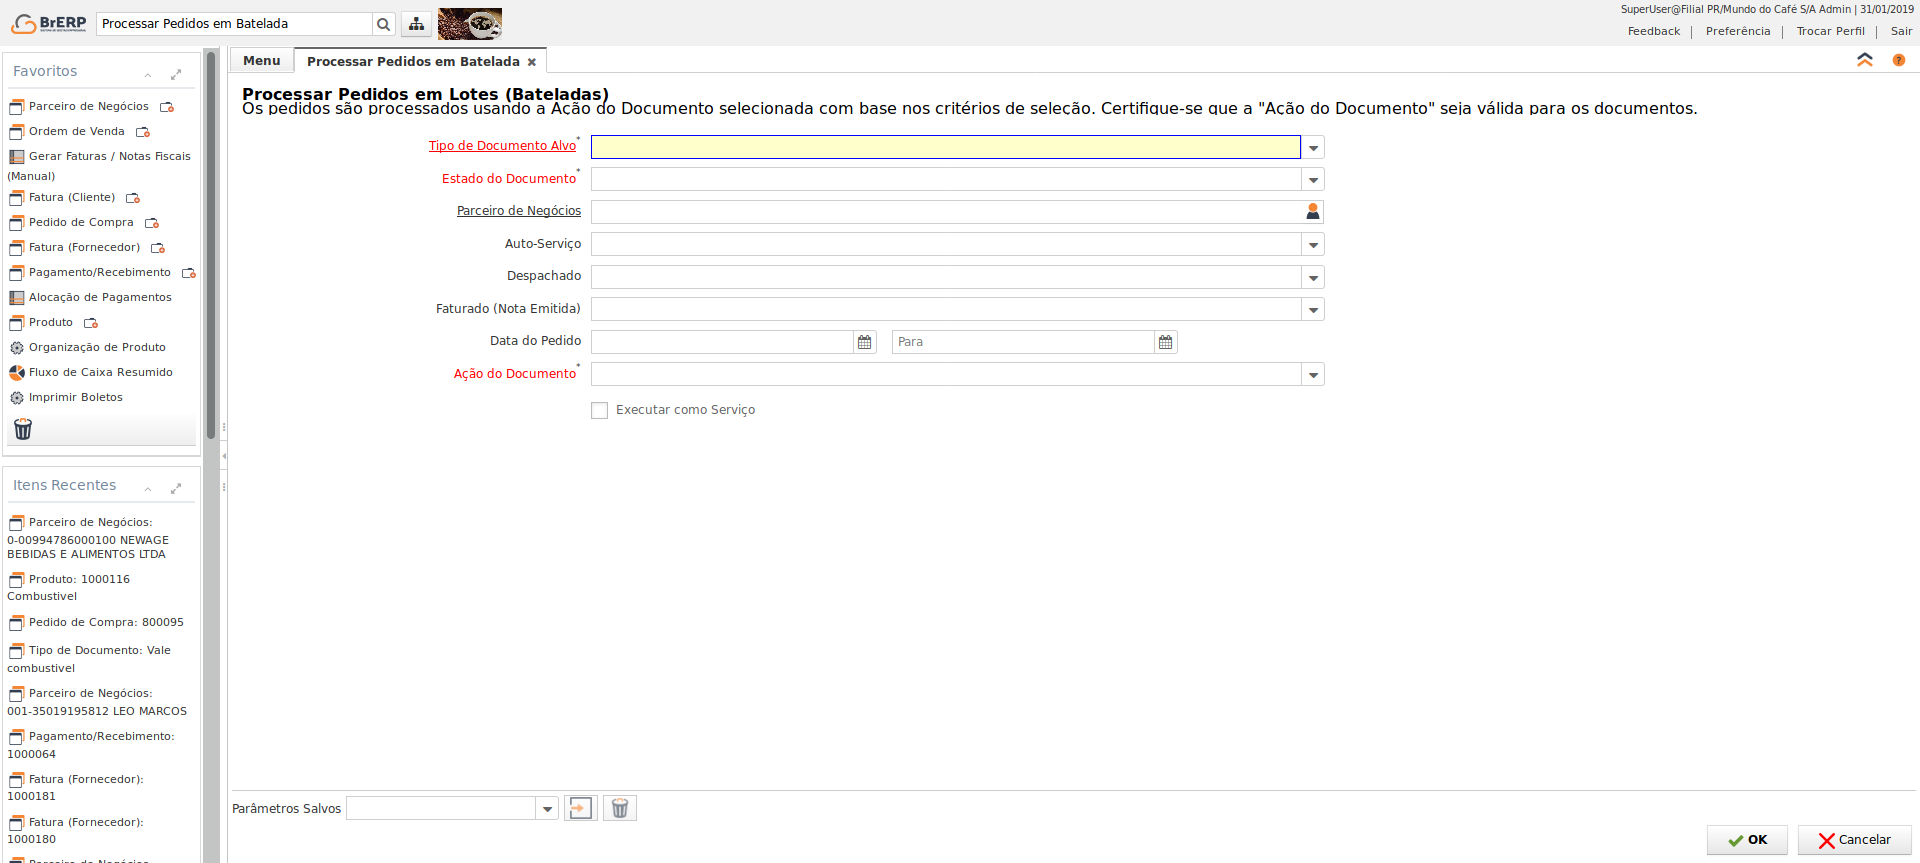 BrERP
Processar Pedidos em Batelada
SuperUser@Filial PR/Mundo do Café S/A Admin | 31/01/2019
Feedback | Preferência | Trocar Perfil | Sair
Favoritos
Parceiro de Negócios
Ordem de Venda
Gerar Faturas / Notas Fiscais
(Manual)
Fatura (Cliente)
Pedido de Compra
Fatura (Fornecedor)
Pagamento/Recebimento
Alocação de Pagamentos
Produto
Organização de Produto
Fluxo de Caixa Resumido
Imprimir Boletos
Itens Recentes
Parceiro de Negócios:
0-00994786000100 NEWAGE
BEBIDAS E ALIMENTOS LTDA
Produto: 1000116
Combustivel
Pedido de Compra: 800095
Tipo de Documento: Vale
combustivel
Parceiro de Negócios:
001-35019195812 LEO MARCOS
Pagamento/Recebimento:
1000064
Fatura (Fornecedor):
1000181
Fatura (Fornecedor):
1000180
Parceiro de Negócios
Menu
Processar Pedidos em Batelada
?
Processar Pedidos em Lotes (Bateladas)
Os pedidos são processados usando a Ação do Documento selecionada com base nos critérios de seleção. Certifique-se que a "Ação do Documento" seja válida para os documentos.
Tipo de Documento Alvo*
Estado do Documento*
Parceiro de Negócios
Auto-Serviço
Despachado
Faturado (Nota Emitida)
Data do Pedido Para
Ação do Documento*
Executar como Serviço
Parâmetros Salvos
OK Cancelar